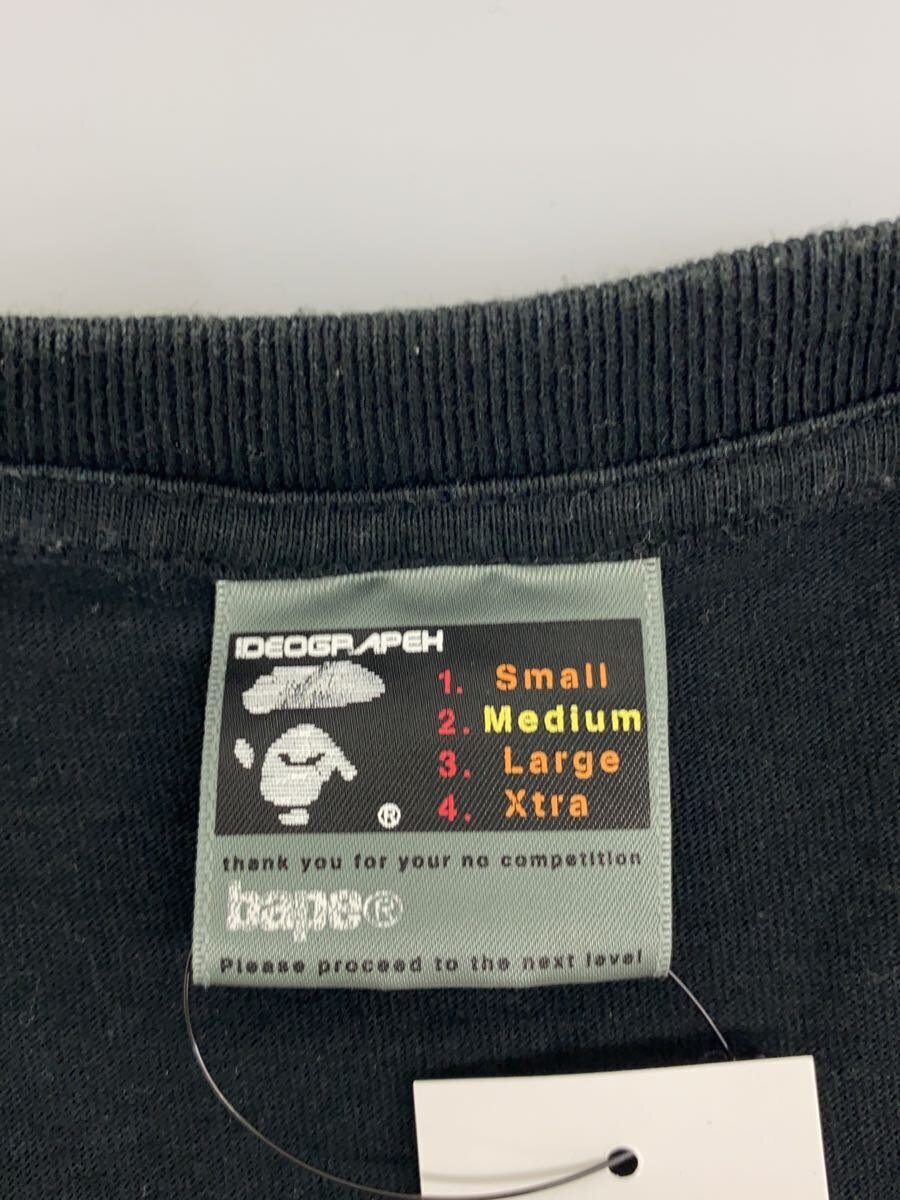 IDEOGRAPEH
1. Small
2. Medium
3. Large
4. Xtra
®
thank you for your no competition
bape®
Please proceed to the next level